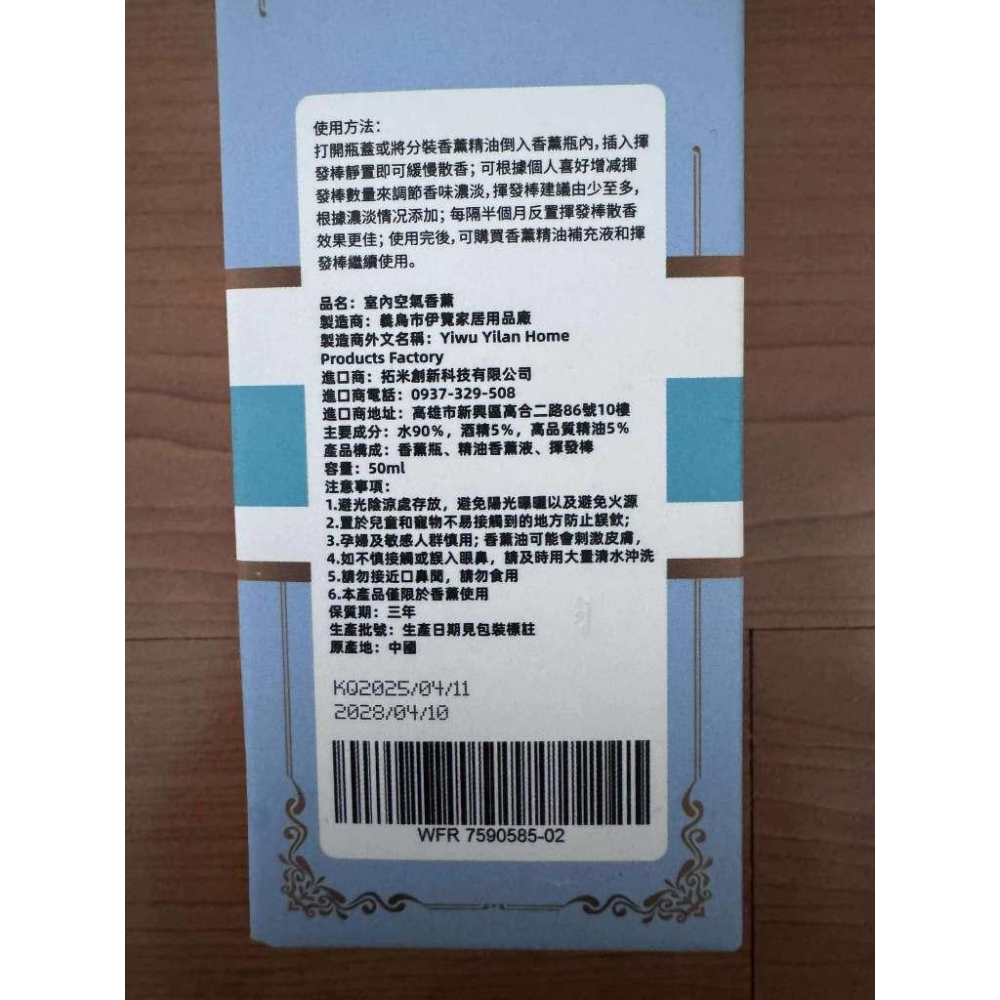 使用方法：
打開瓶蓋或將分裝香薰精油倒入香薰瓶內，插入揮
發棒靜置即可緩慢散香；可根據個人喜好增減揮
發棒數量來調節香味濃淡，揮發棒建議由少至多，
根據濃淡情況添加；每隔半個月反置揮發棒散香
效果更佳；使用完後，可購買香薰精油補充液和揮
發棒繼續使用。
品名：室內空氣香薰
製造商：義烏市伊覽家居用品廠
製造商外文名稱：Yiwu Yilan Home
Products Factory
進口商：拓米創新科技有限公司
進口商電話：0937-329-508
進口商地址：高雄市新興區高合二路86號10樓
主要成分：水90%，酒精5%，高品質精油5%
產品構成：香薰瓶、精油香薰液、揮發棒
容量：50ml
注意事項：
1.避光陰涼處存放，避免陽光曝曬以及避免火源
2.置於兒童和寵物不易接觸到的地方防止誤飲；
3.孕婦及敏感人群慎用；香薰油可能會刺激皮膚，
4.如不慎接觸或誤入眼鼻，請及時用大量清水沖洗
5.請勿接近口鼻聞，請勿食用
6.本產品僅限於香薰使用
保質期：三年
生產批號：生產日期見包裝標註
原產地：中國
KQ2025/04/11
2028/04/10
WFR 7590585-02